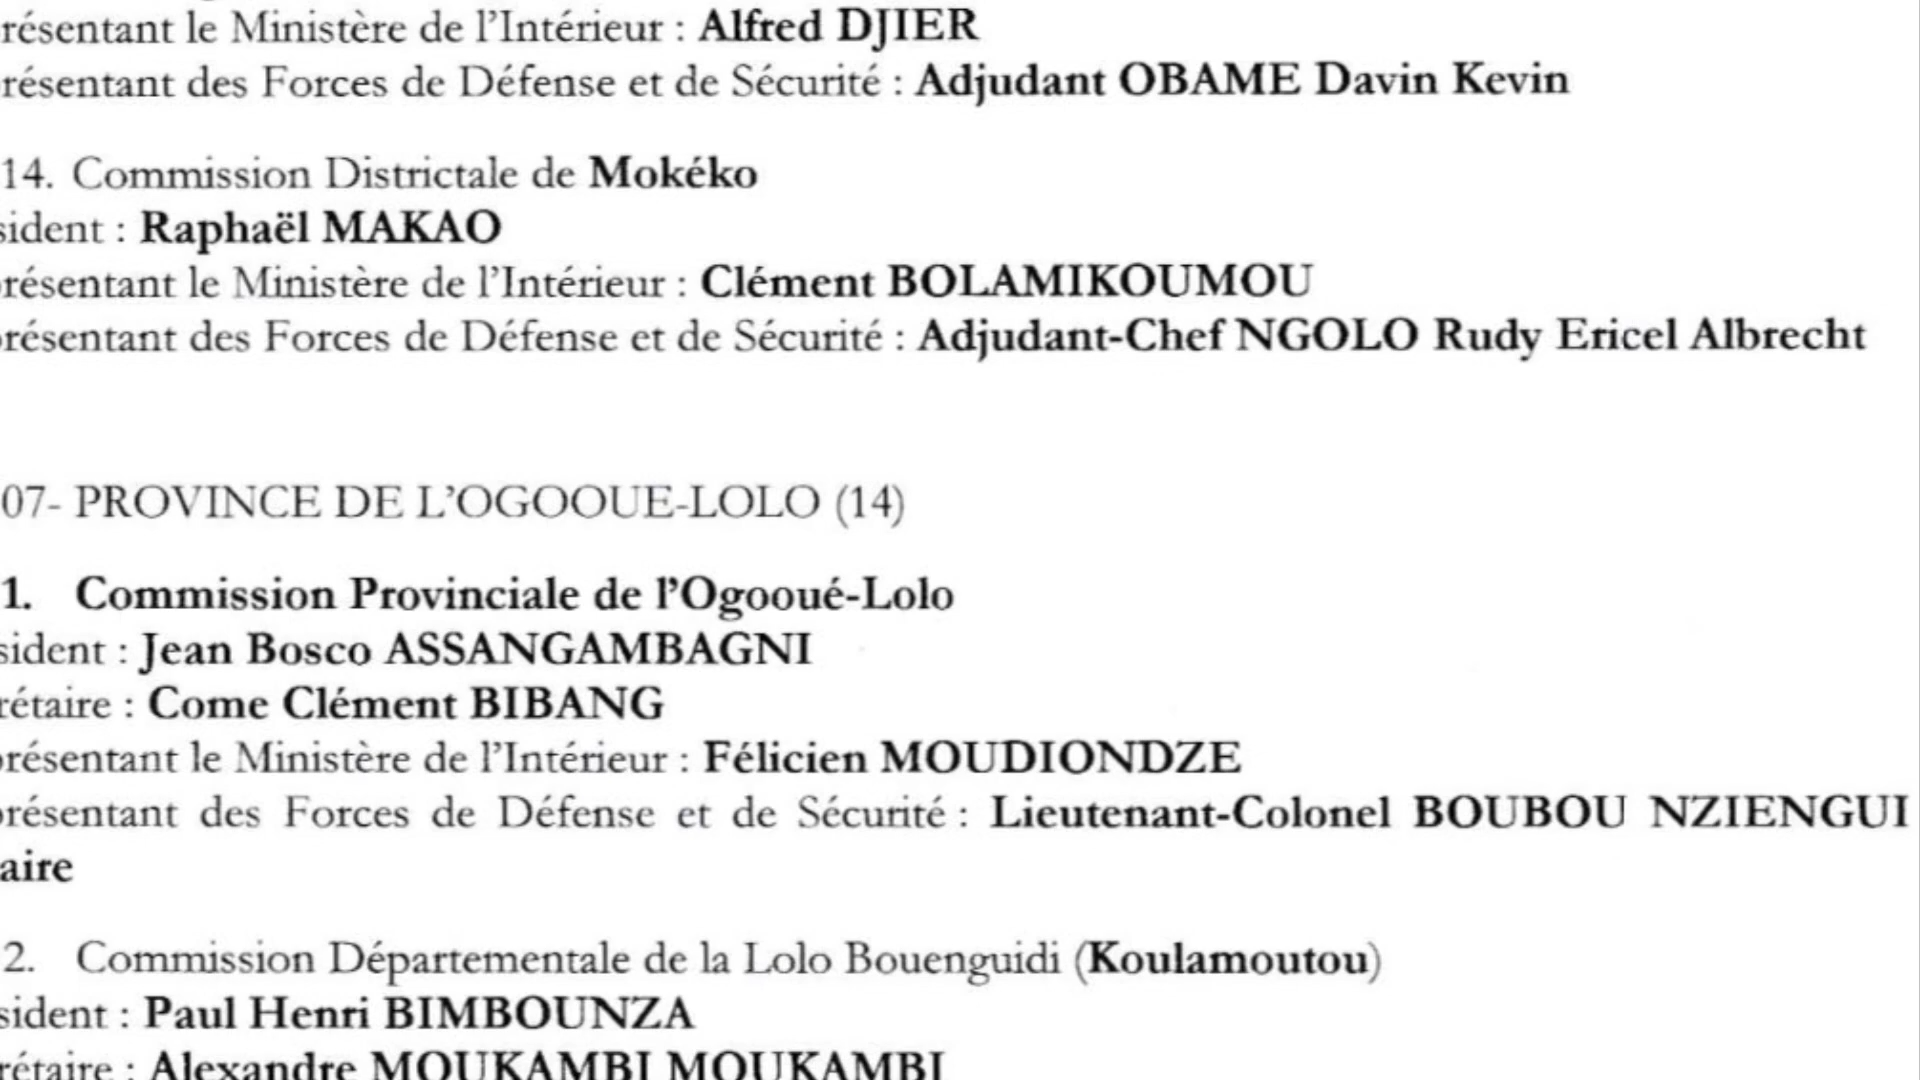 résentant le Ministère de l'Intérieur : Alfred DJIER
résentant des Forces de Défense et de Sécurité : Adjudant OBAME Davin Kevin
14. Commission Districtale de Mokéko
sident : Raphaël MAKAO
résentant le Ministère de l'Intérieur : Clément BOLAMIKOUMOU
résentant des Forces de Défense et de Sécurité : Adjudant-Chef NGOLO Rudy Ericel Albrecht
07- PROVINCE DE L'OGOOUE-LOLO (14)
1. Commission Provinciale de l'Ogooué-Lolo
sident : Jean Bosco ASSANGAMBAGNI
rétaire : Come Clément BIBANG
résentant le Ministère de l'Intérieur : Félicien MOUDIONDZE
résentant des Forces de Défense et de Sécurité : Lieutenant-Colonel BOUBOU NZIENGUI
aire
2. Commission Départementale de la Lolo Bouenguidi (Koulamoutou)
sident : Paul Henri BIMBOUNZA
rétaire : Alexandre MOUKAMBI MOUKAMBI